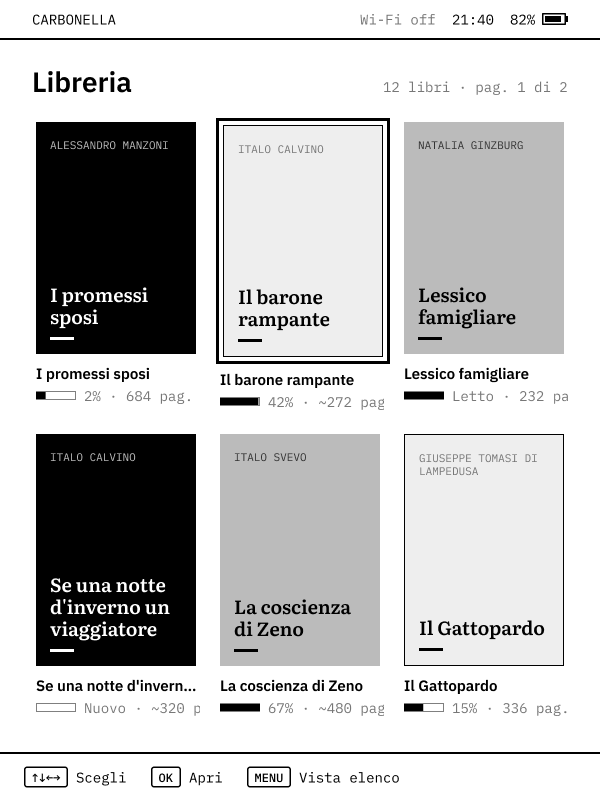 CARBONELLA Wi-Fi off 21:40 82%
Libreria 12 libri · pag. 1 di 2
ALESSANDRO MANZONI
I promessi
sposi
I promessi sposi
2% · 684 pag.
ITALO CALVINO
Il barone
rampante
Il barone rampante
42% · ~272 pag
NATALIA GINZBURG
Lessico
famigliare
Lessico famigliare
Letto · 232 pa
ITALO CALVINO
Se una notte
d'inverno un
viaggiatore
Se una notte d'invern...
Nuovo · ~320 p
ITALO SVEVO
La coscienza
di Zeno
La coscienza di Zeno
67% · ~480 pag
GIUSEPPE TOMASI DI
LAMPEDUSA
Il Gattopardo
Il Gattopardo
15% · 336 pag.
↑↓←→ Scegli OK Apri MENU Vista elenco